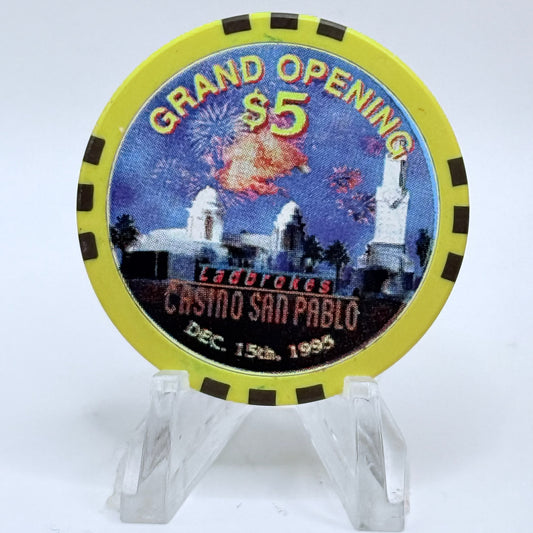 GRAND OPENING
$5
Ladbrokes
CASINO SAN PABLO
DEC. 15th, 1995